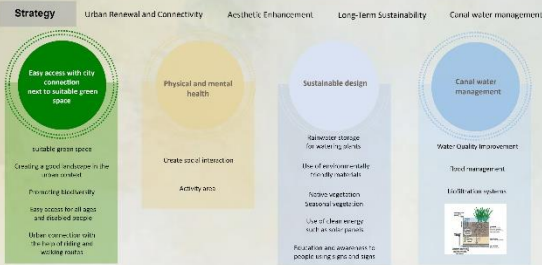 Strategy
Urban Renewal and Connectivity
Aesthetic Enhancement
Long-Term Sustainability
Canal water management
Easy access with city
connection
next to suitable green
space
suitable green space
Creating a good landscape in the
urban context
Promoting biodiversity
Easy access for all ages
and disabled people
Urban connection with
the help of riding and
walking routes
Physical and mental
health
Create social interaction
Activity area
Sustainable design
Rainwater storage
for watering plants
Use of environmentally
friendly materials
Native vegetation
Seasonal vegetation
Use of clean energy
such as solar panels
Education and awareness to
people using signs and signs
Canal water
management
Water Quality Improvement
flood management
biofiltration systems